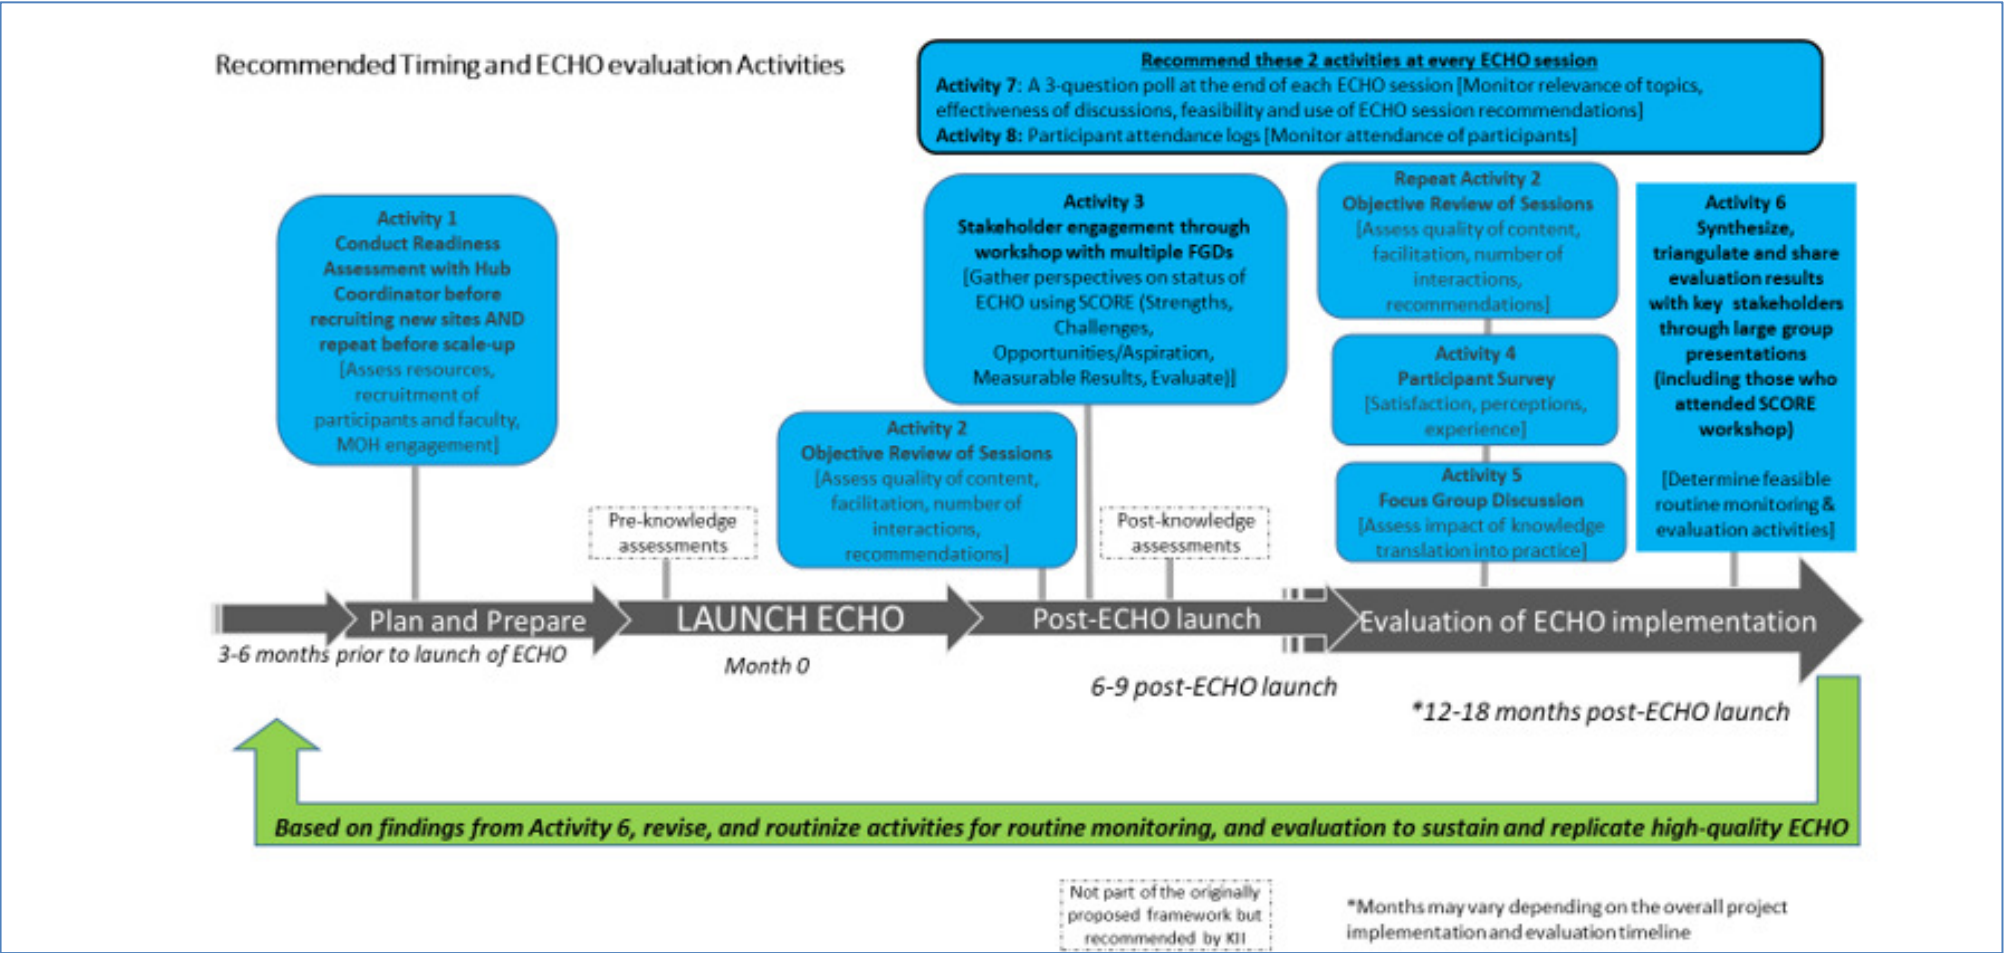 Recommended Timing and ECHO evaluation Activities
Recommend these 2 activities at every ECHO session
Activity 7: A 3-question poll at the end of each ECHO session [Monitor relevance of topics,
effectiveness of discussions, feasibility and use of ECHO session recommendations]
Activity 8: Participant attendance logs [Monitor attendance of participants]
Activity 1
Conduct Readiness
Assessment with Hub
Coordinator before
recruiting new sites AND
repeat before scale-up
[Assess resources,
recruitment of
participants and faculty,
MOH engagement]
Pre-knowledge
assessments
Activity 2
Objective Review of Sessions
[Assess quality of content,
facilitation, number of
interactions,
recommendations]
Activity 3
Stakeholder engagement through
workshop with multiple FGDs
[Gather perspectives on status of
ECHO using SCORE (Strengths,
Challenges,
Opportunities/Aspiration,
Measurable Results, Evaluate)]
Post-knowledge
assessments
Repeat Activity 2
Objective Review of Sessions
[Assess quality of content,
facilitation, number of
interactions,
recommendations]
Activity 4
Participant Survey
[Satisfaction, perceptions,
experience]
Activity 5
Focus Group Discussion
[Assess impact of knowledge
translation into practice]
Activity 6
Synthesize,
triangulate and share
evaluation results
with key stakeholders
through large group
presentations
(including those who
attended SCORE
workshop)
[Determine feasible
routine monitoring &
evaluation activities]
Plan and Prepare
LAUNCH ECHO
Post-ECHO launch
Evaluation of ECHO implementation
3-6 months prior to launch of ECHO
Month 0
6-9 post-ECHO launch
*12-18 months post-ECHO launch
Based on findings from Activity 6, revise, and routinize activities for routine monitoring, and evaluation to sustain and replicate high-quality ECHO
Not part of the originally
proposed framework but
recommended by KII
*Months may vary depending on the overall project
implementation and evaluation timeline